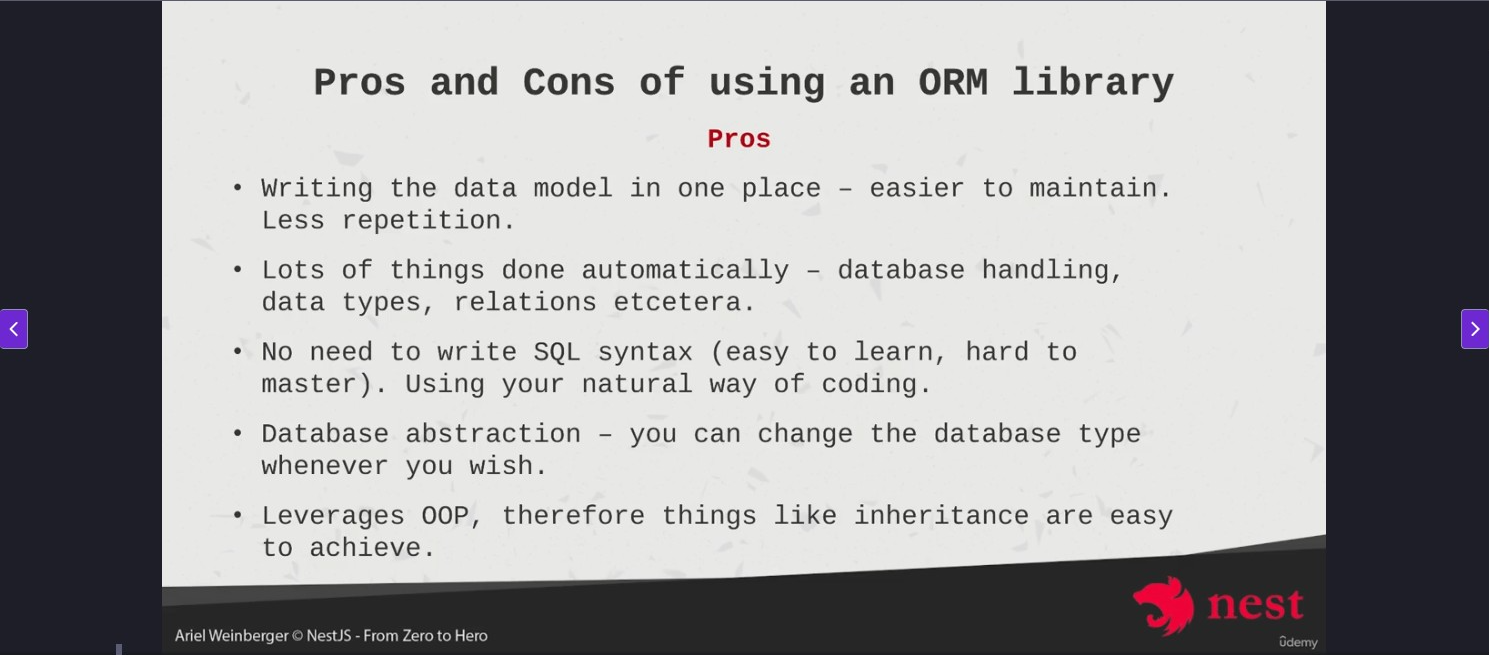 Pros and Cons of using an ORM library
Pros
• Writing the data model in one place – easier to maintain.
Less repetition.
• Lots of things done automatically – database handling,
data types, relations etcetera.
• No need to write SQL syntax (easy to learn, hard to
master). Using your natural way of coding.
• Database abstraction – you can change the database type
whenever you wish.
• Leverages OOP, therefore things like inheritance are easy
to achieve.
nest
Ariel Weinberger © NestJS - From Zero to Hero
ûdemy